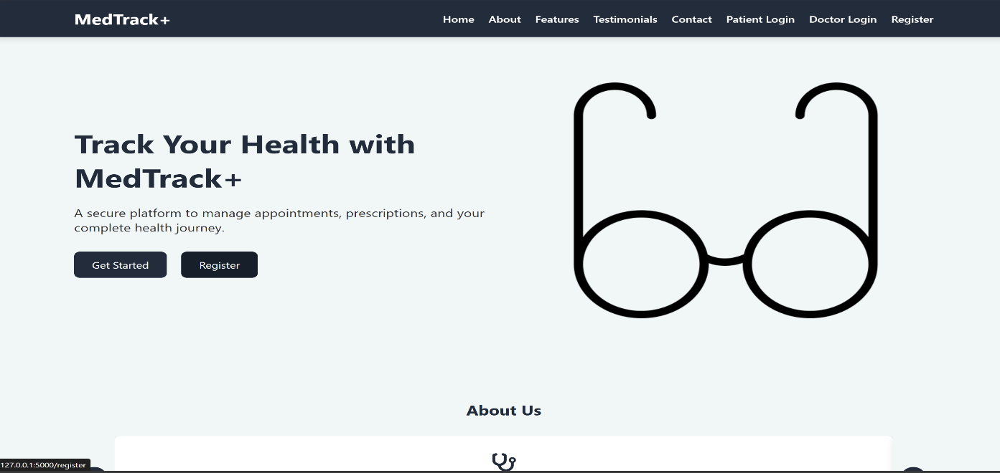 MedTrack+
Home About Features Testimonials Contact Patient Login Doctor Login Register
Track Your Health with
MedTrack+
A secure platform to manage appointments, prescriptions, and your
complete health journey.
Get Started Register
About Us
127.0.0.1:5000/register